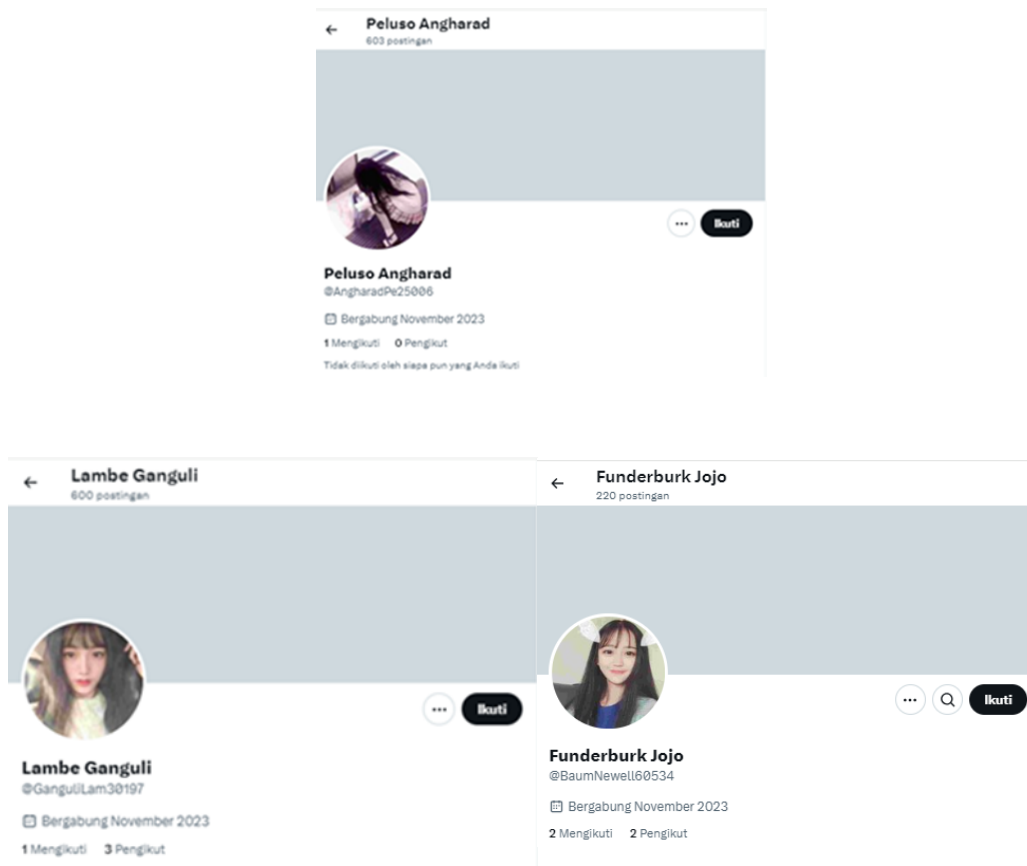 Peluso Angharad
603 postingan
Ikuti
Peluso Angharad
@AngharadPe25006
Bergabung November 2023
1 Mengikuti 0 Pengikut
Tidak diikuti oleh siapa pun yang Anda ikuti
Lambe Ganguli
600 postingan
Ikuti
Lambe Ganguli
@GanguliLam30197
Bergabung November 2023
1 Mengikuti 3 Pengikut
Funderburk Jojo
220 postingan
Ikuti
Funderburk Jojo
@BaumNewell60534
Bergabung November 2023
2 Mengikuti 2 Pengikut